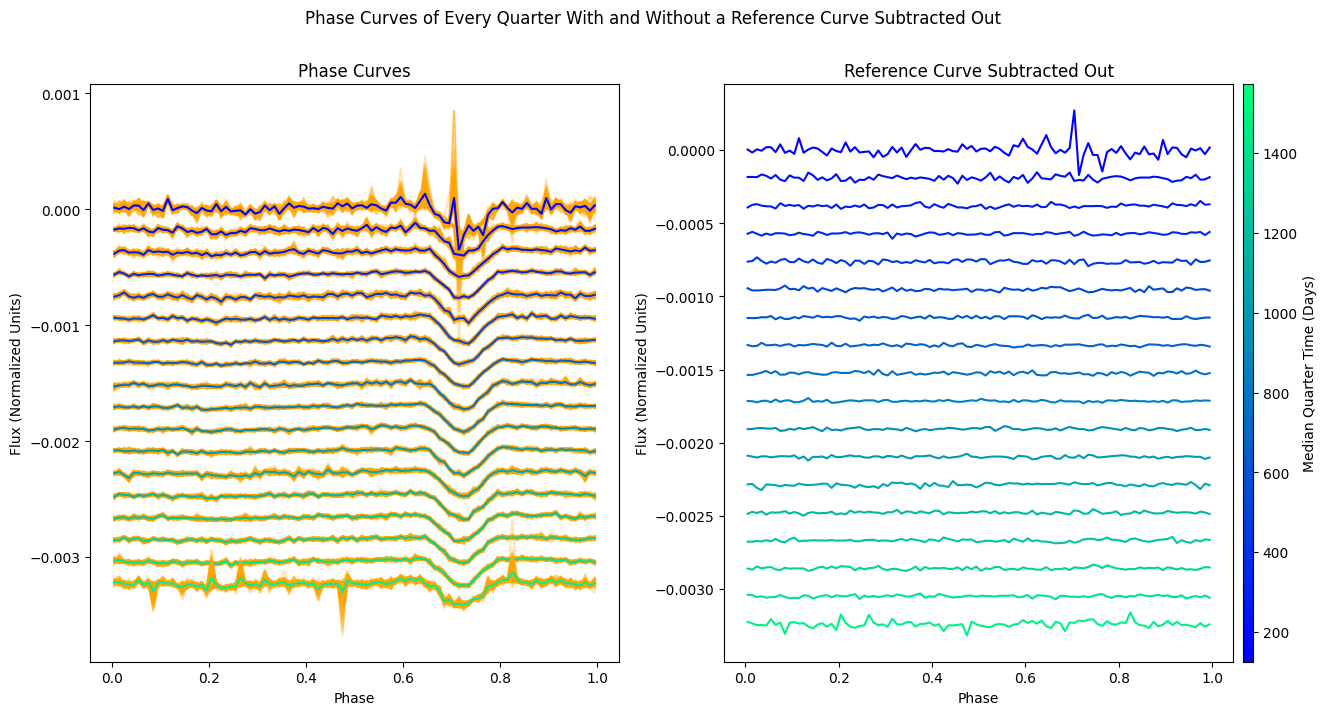 Phase Curves of Every Quarter With and Without a Reference Curve Subtracted Out
Phase Curves
0.001
0.000
−0.001
−0.002
−0.003
Flux (Normalized Units)
0.0 0.2 0.4 0.6 0.8 1.0
Phase
Reference Curve Subtracted Out
0.0000
−0.0005
−0.0010
−0.0015
−0.0020
−0.0025
−0.0030
Flux (Normalized Units)
0.0 0.2 0.4 0.6 0.8 1.0
Phase
1400
1200
1000
800
600
400
200
Median Quarter Time (Days)